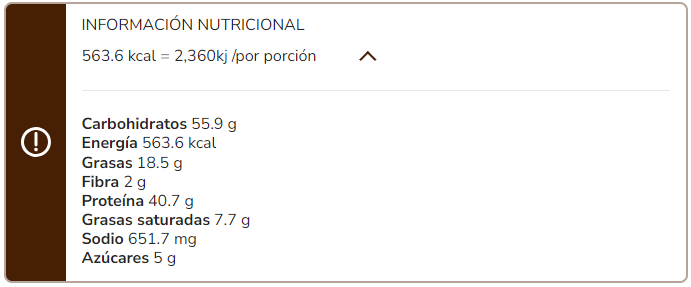 INFORMACIÓN NUTRICIONAL
563.6 kcal = 2,360kj /por porción
Carbohidratos 55.9 g
Energía 563.6 kcal
Grasas 18.5 g
Fibra 2 g
Proteína 40.7 g
Grasas saturadas 7.7 g
Sodio 651.7 mg
Azúcares 5 g